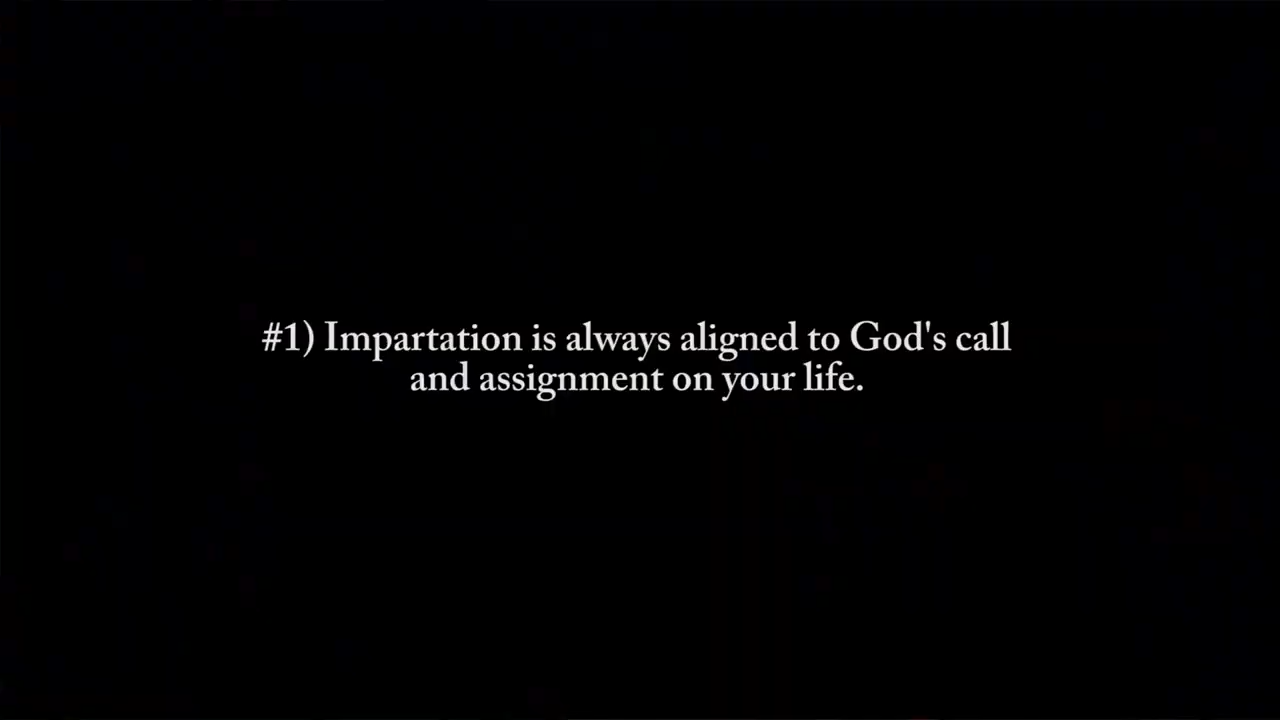 #1) Impartation is always aligned to God's call
and assignment on your life.